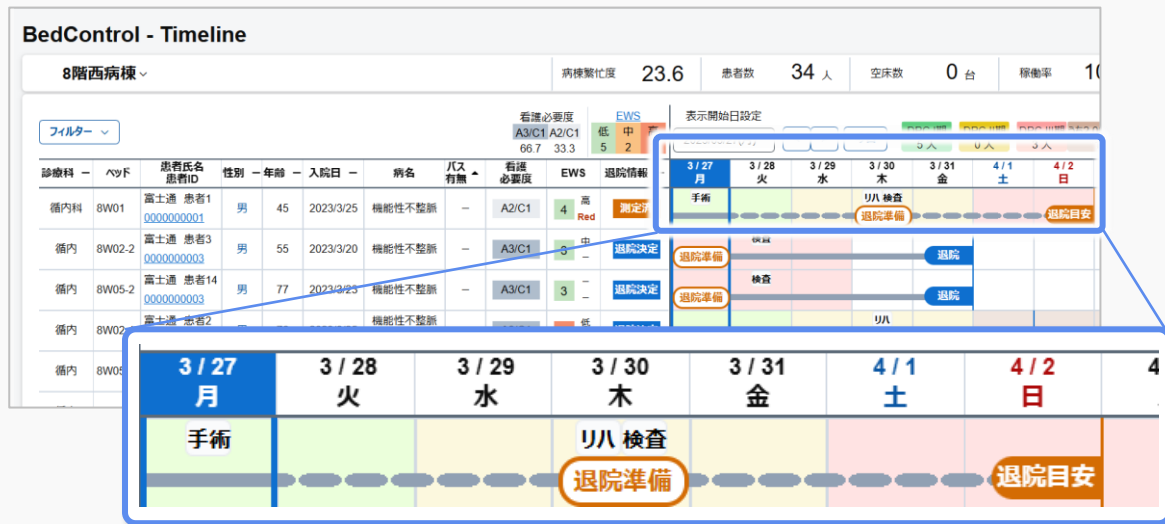 BedControl - Timeline
8階西病棟
病棟繁忙度 23.6 患者数 34 人 空床数 0 台 稼働率
フィルター
看護必要度 EWS 表示開始日設定
A3/C1 A2/C1 低 中
66.7 33.3 5 2 5人 0人 3人
診療科 ベッド 患者氏名 性別 年齢 入院日 病名 パス 看護 EWS 退院情報 3/27 3/28 3/29 3/30 3/31 4/1 4/2
患者ID 有無 必要度 月 火 水 木 金 土 日
循内科 8W01 富士通 患者1 男 45 2023/3/25 機能性不整脈 − A2/C1 4 高 手術 リハ 検査
0000000001 Red 退院準備 退院目安
循内 8W02-2 富士通 患者3 男 55 2023/3/20 機能性不整脈 − A3/C1 3 − 退院決定 退院準備 退院
0000000003
循内 8W05-2 富士通 患者14 男 77 機能性不整脈 − A3/C1 3 − 退院決定 検査
0000000003 − 退院準備 退院
循内 富士通 患者2 機能性不整脈 低 リハ
循内
3 / 27 3 / 28 3 / 29 3 / 30 3 / 31 4 / 1 4 / 2
月 火 水 木 金 土 日
手術 リハ 検査
退院準備 退院目安